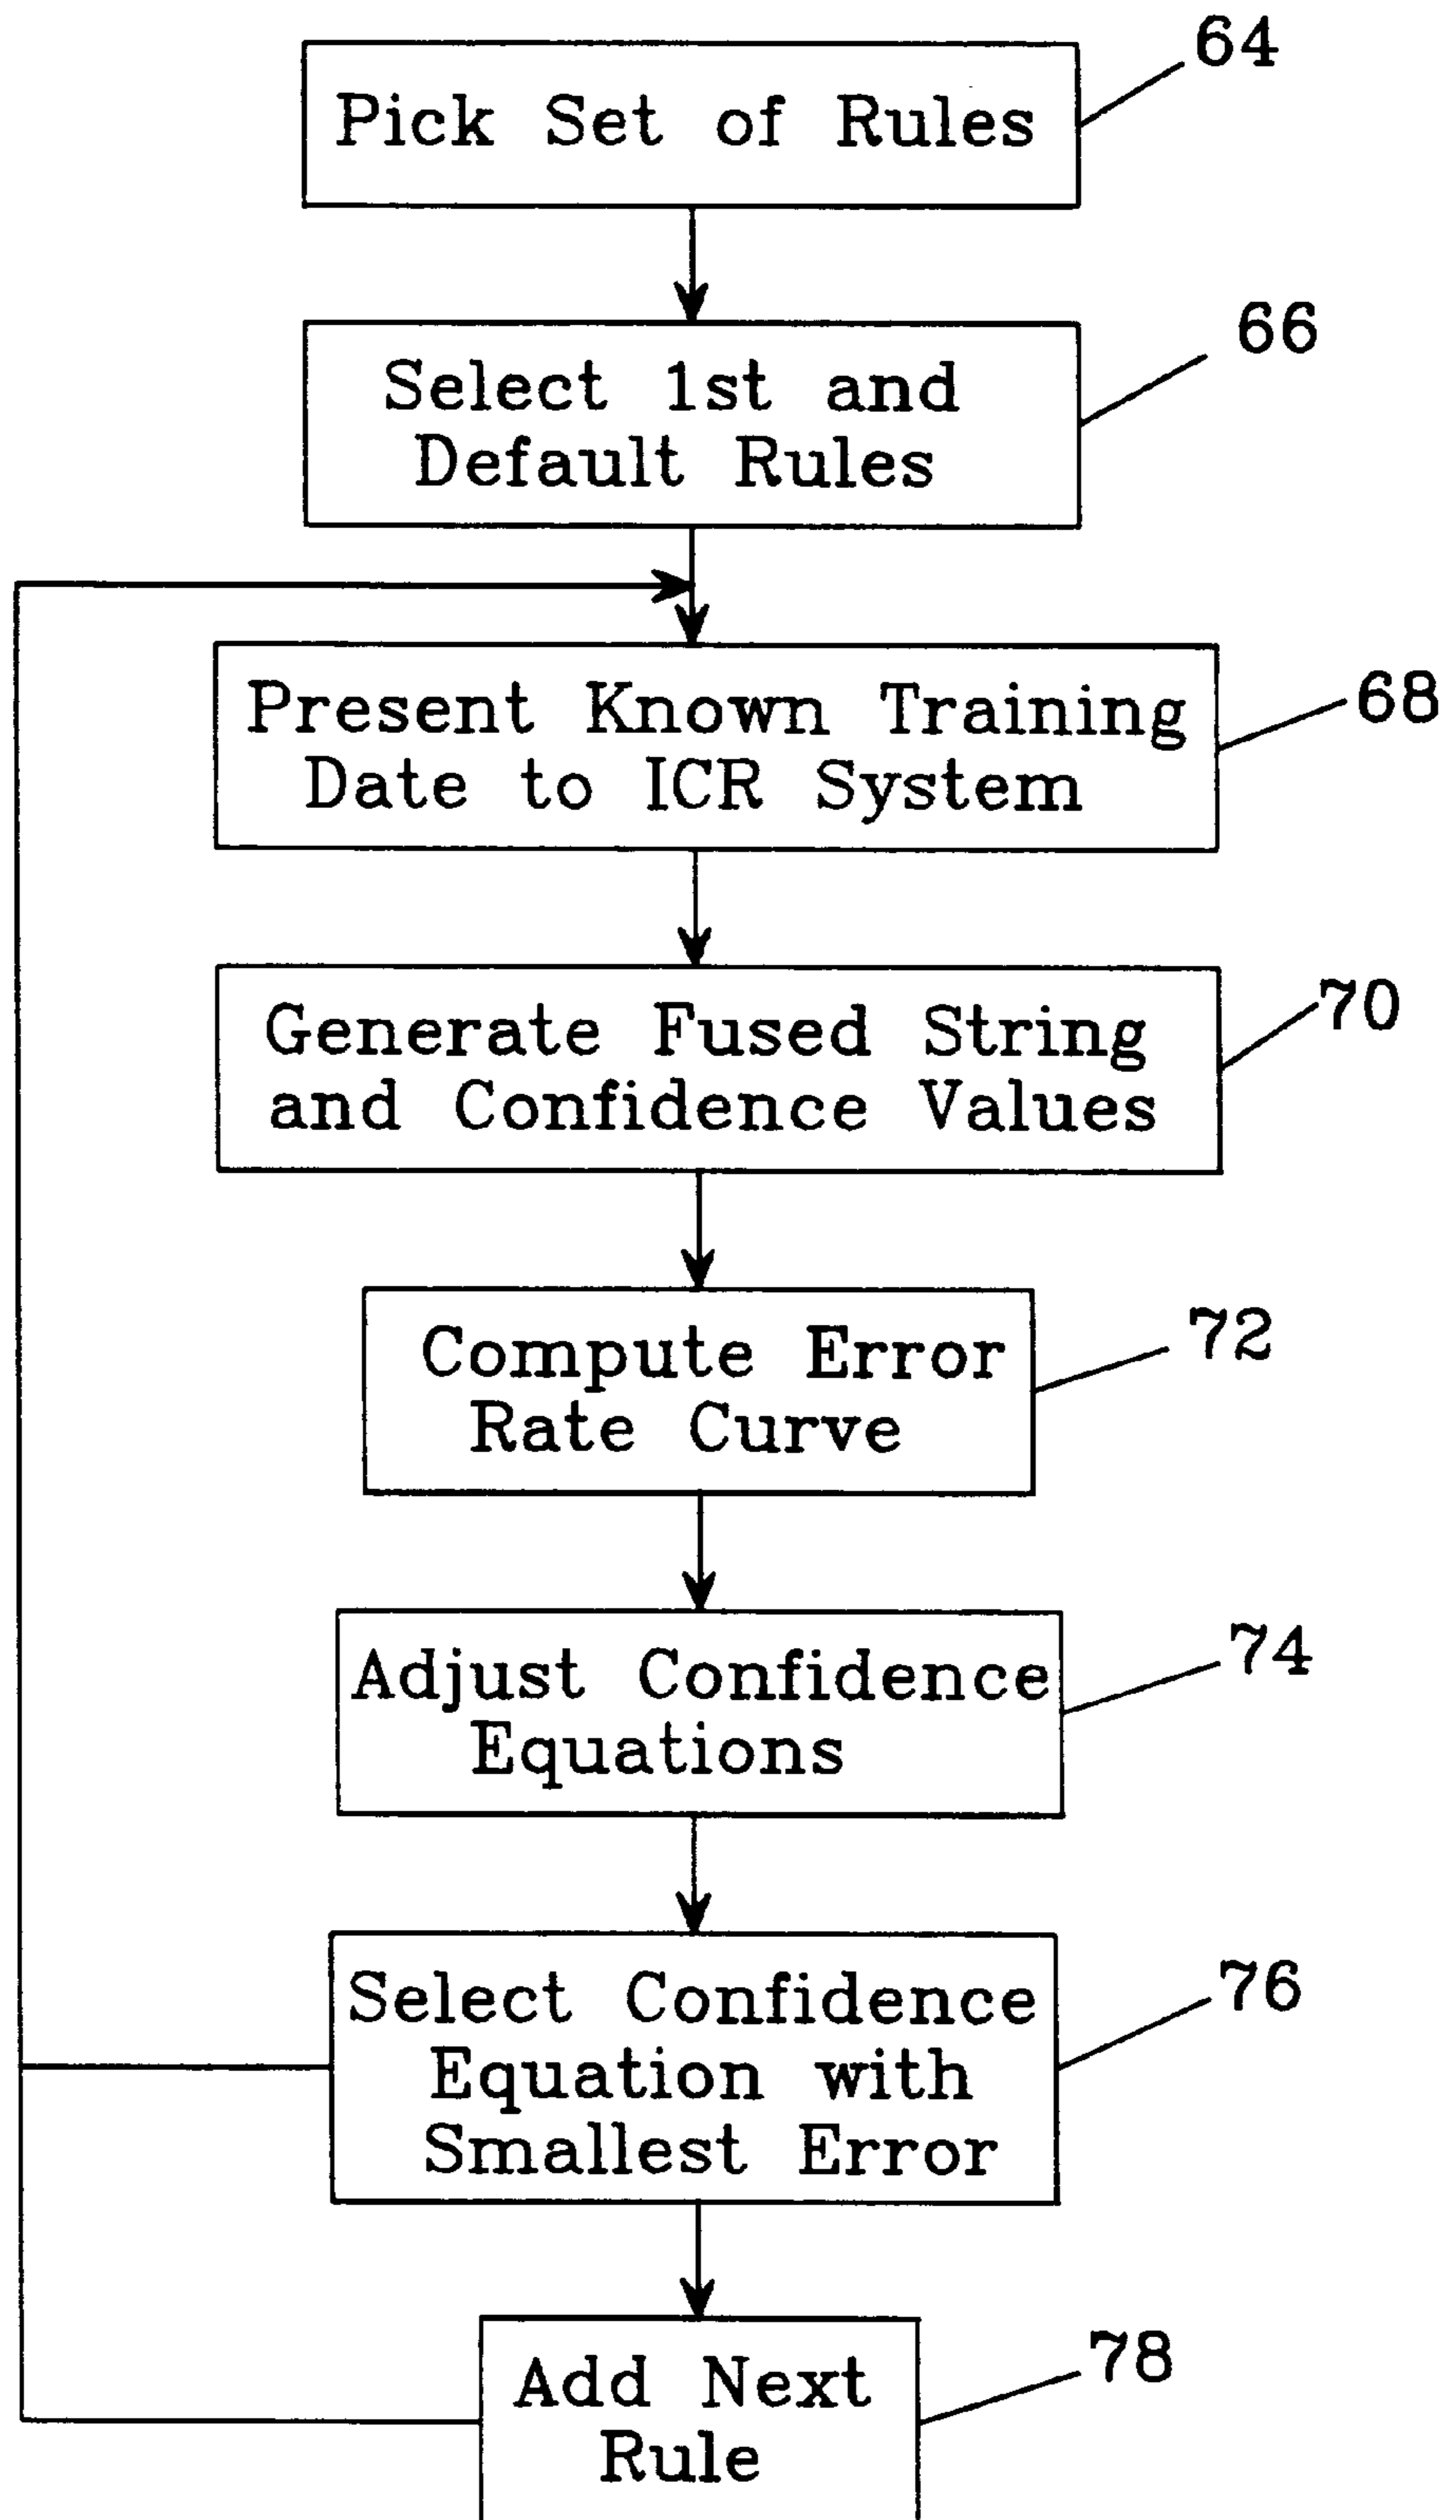 64
Pick Set of Rules
66
Select 1st and
Default Rules
68
Present Known Training
Date to ICR System
70
Generate Fused String
and Confidence Values
72
Compute Error
Rate Curve
74
Adjust Confidence
Equations
76
Select Confidence
Equation with
Smallest Error
78
Add Next
Rule